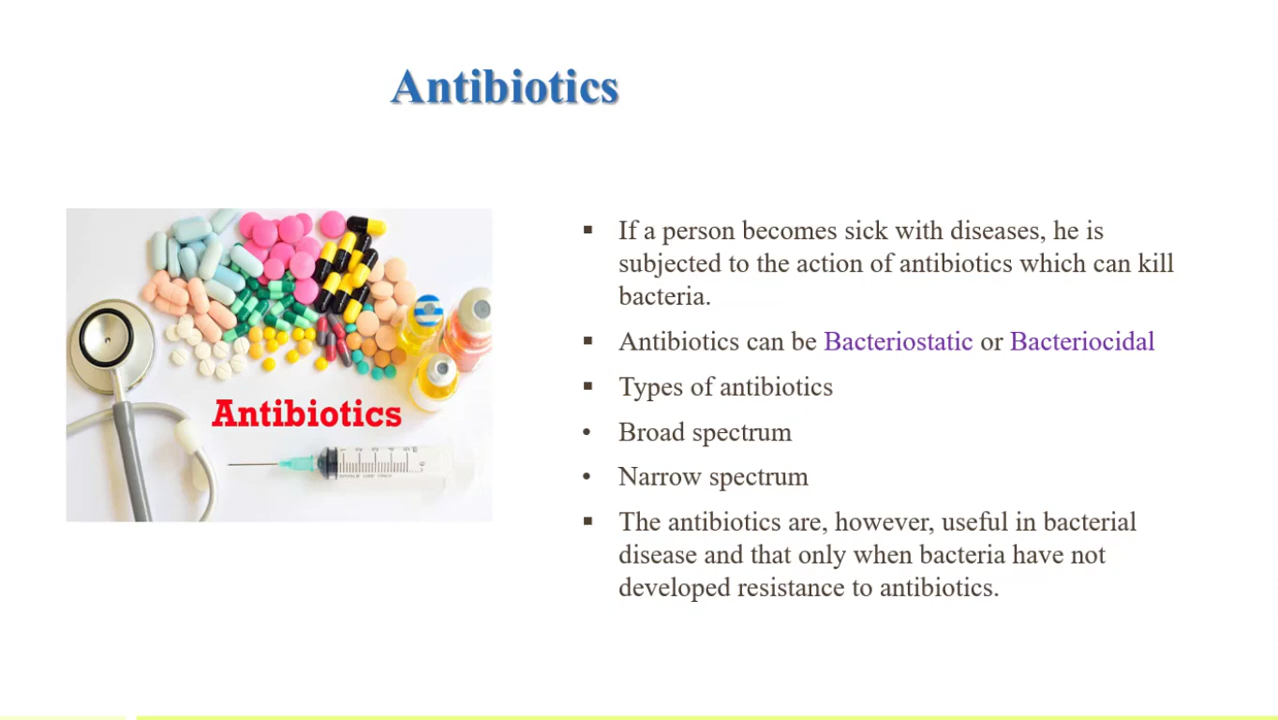 Antibiotics
Antibiotics
▪ If a person becomes sick with diseases, he is
subjected to the action of antibiotics which can kill
bacteria.
▪ Antibiotics can be Bacteriostatic or Bacteriocidal
▪ Types of antibiotics
• Broad spectrum
• Narrow spectrum
▪ The antibiotics are, however, useful in bacterial
disease and that only when bacteria have not
developed resistance to antibiotics.